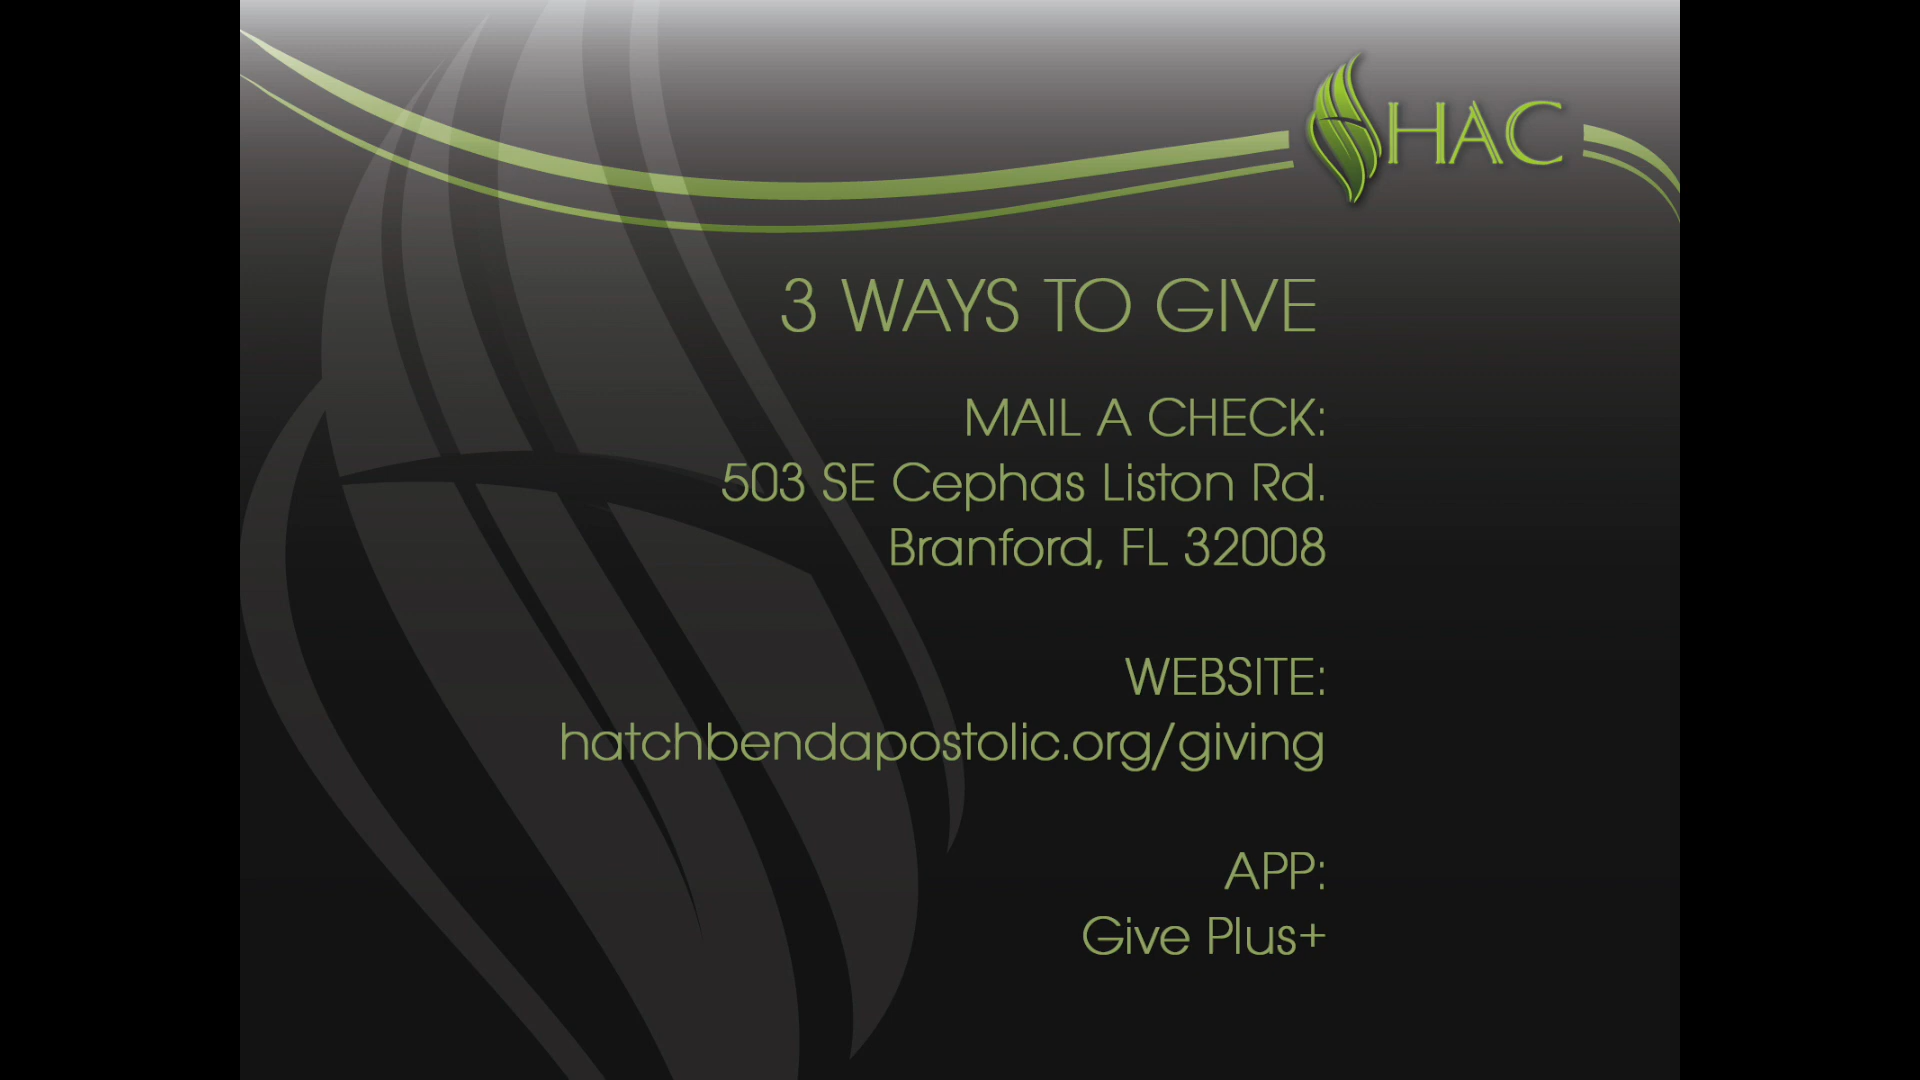 HAC
3 WAYS TO GIVE
MAIL A CHECK:
503 SE Cephas Liston Rd.
Branford, FL 32008
WEBSITE:
hatchbendapostolic.org/giving
APP:
Give Plus+